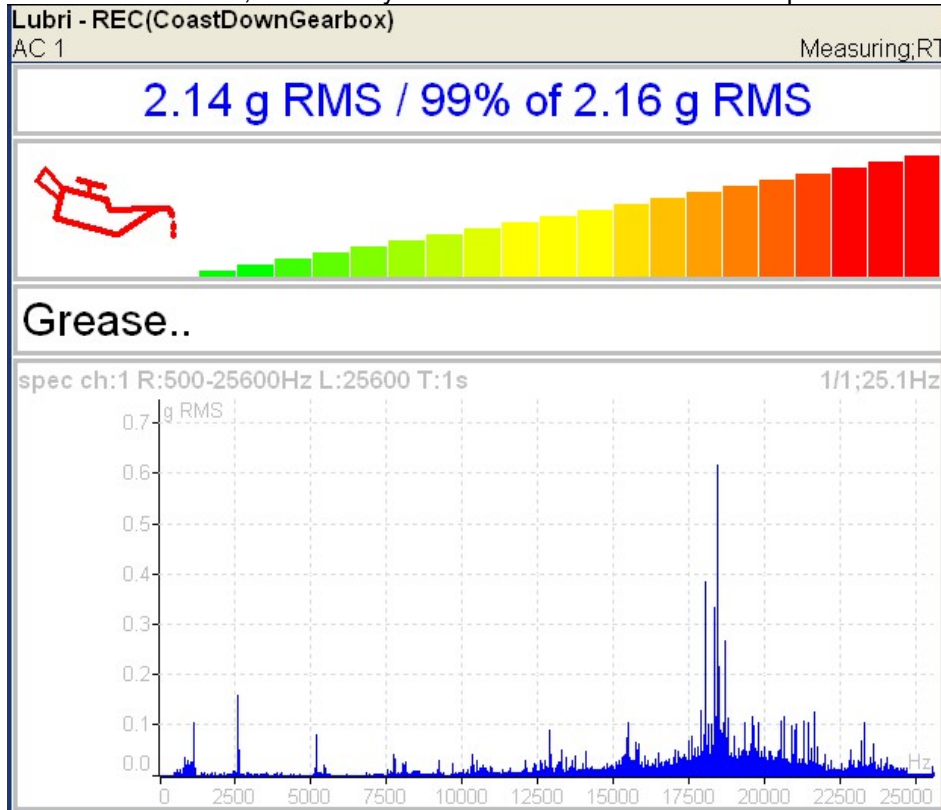 Lubri - REC(CoastDownGearbox)
AC 1 Measuring;RT
2.14 g RMS / 99% of 2.16 g RMS
Grease..
spec ch:1 R:500-25600Hz L:25600 T:1s 1/1;25.1Hz
g RMS
0.7
0.6
0.5
0.4
0.3
0.2
0.1
0.0
Hz
0 2500 5000 7500 10000 12500 15000 17500 20000 22500 25000